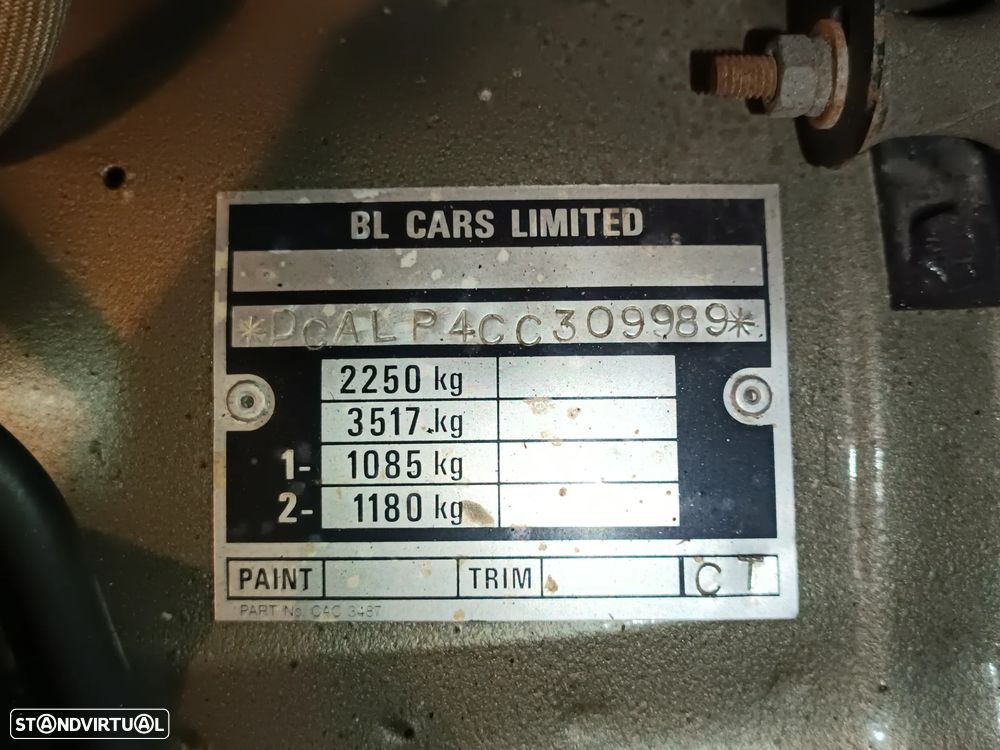 BL CARS LIMITED
*DCALP4CC309989*
2250 kg
3517 kg
1- 1085 kg
2- 1180 kg
PAINT TRIM CT
PART No. CAC 3487
STANDVIRTUAL